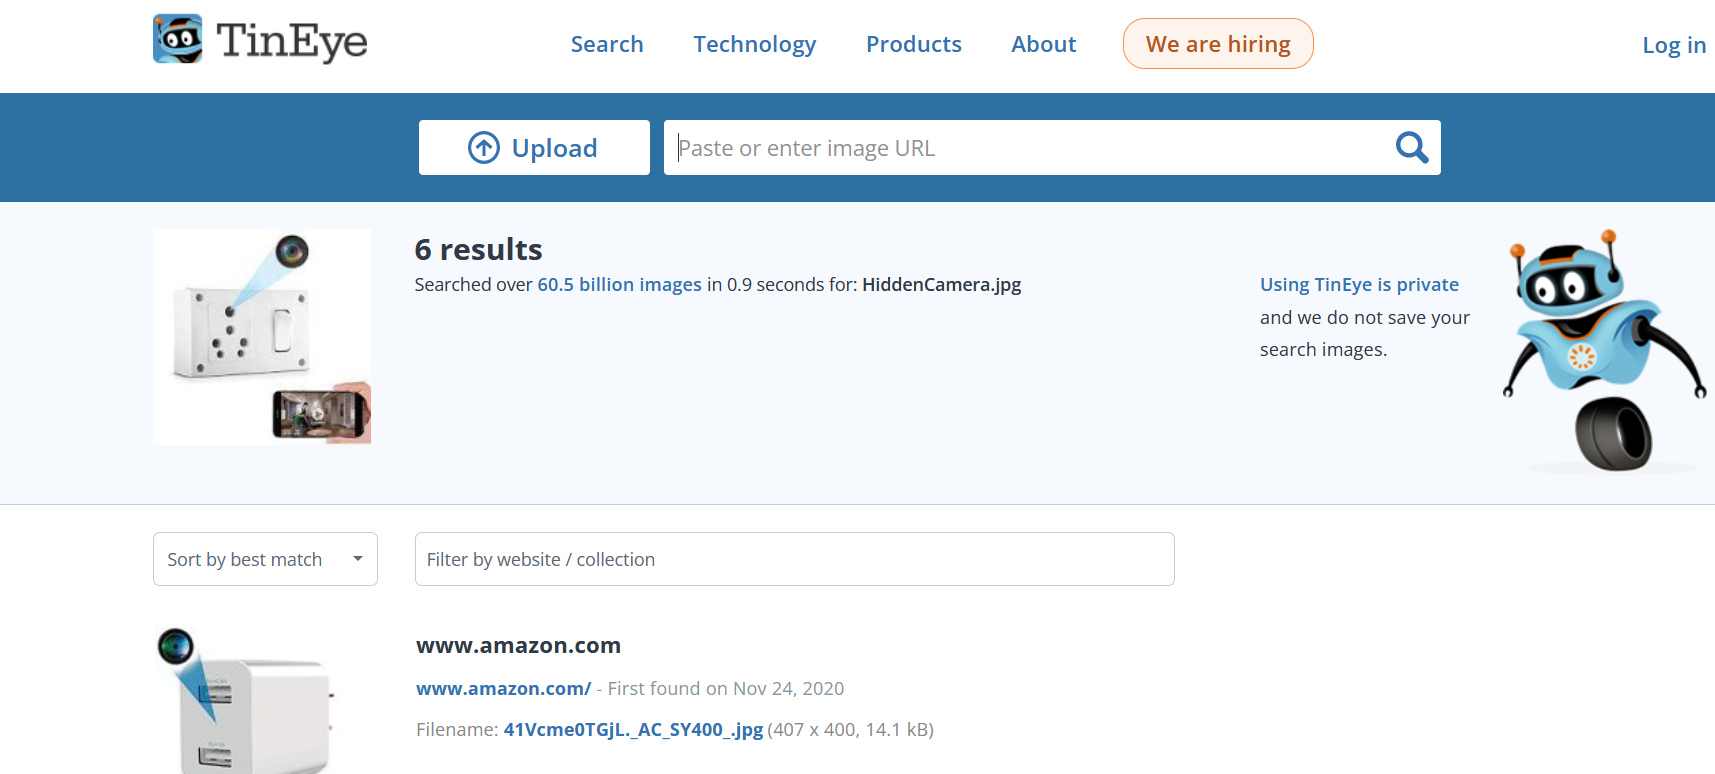 TinEye
Search
Technology
Products
About
We are hiring
Log in
Upload
Paste or enter image URL
6 results
Searched over 60.5 billion images in 0.9 seconds for: HiddenCamera.jpg
Using TinEye is private
and we do not save your
search images.
Sort by best match
Filter by website / collection
www.amazon.com
www.amazon.com/ - First found on Nov 24, 2020
Filename: 41Vcme0TGjL._AC_SY400_.jpg (407 x 400, 14.1 kB)